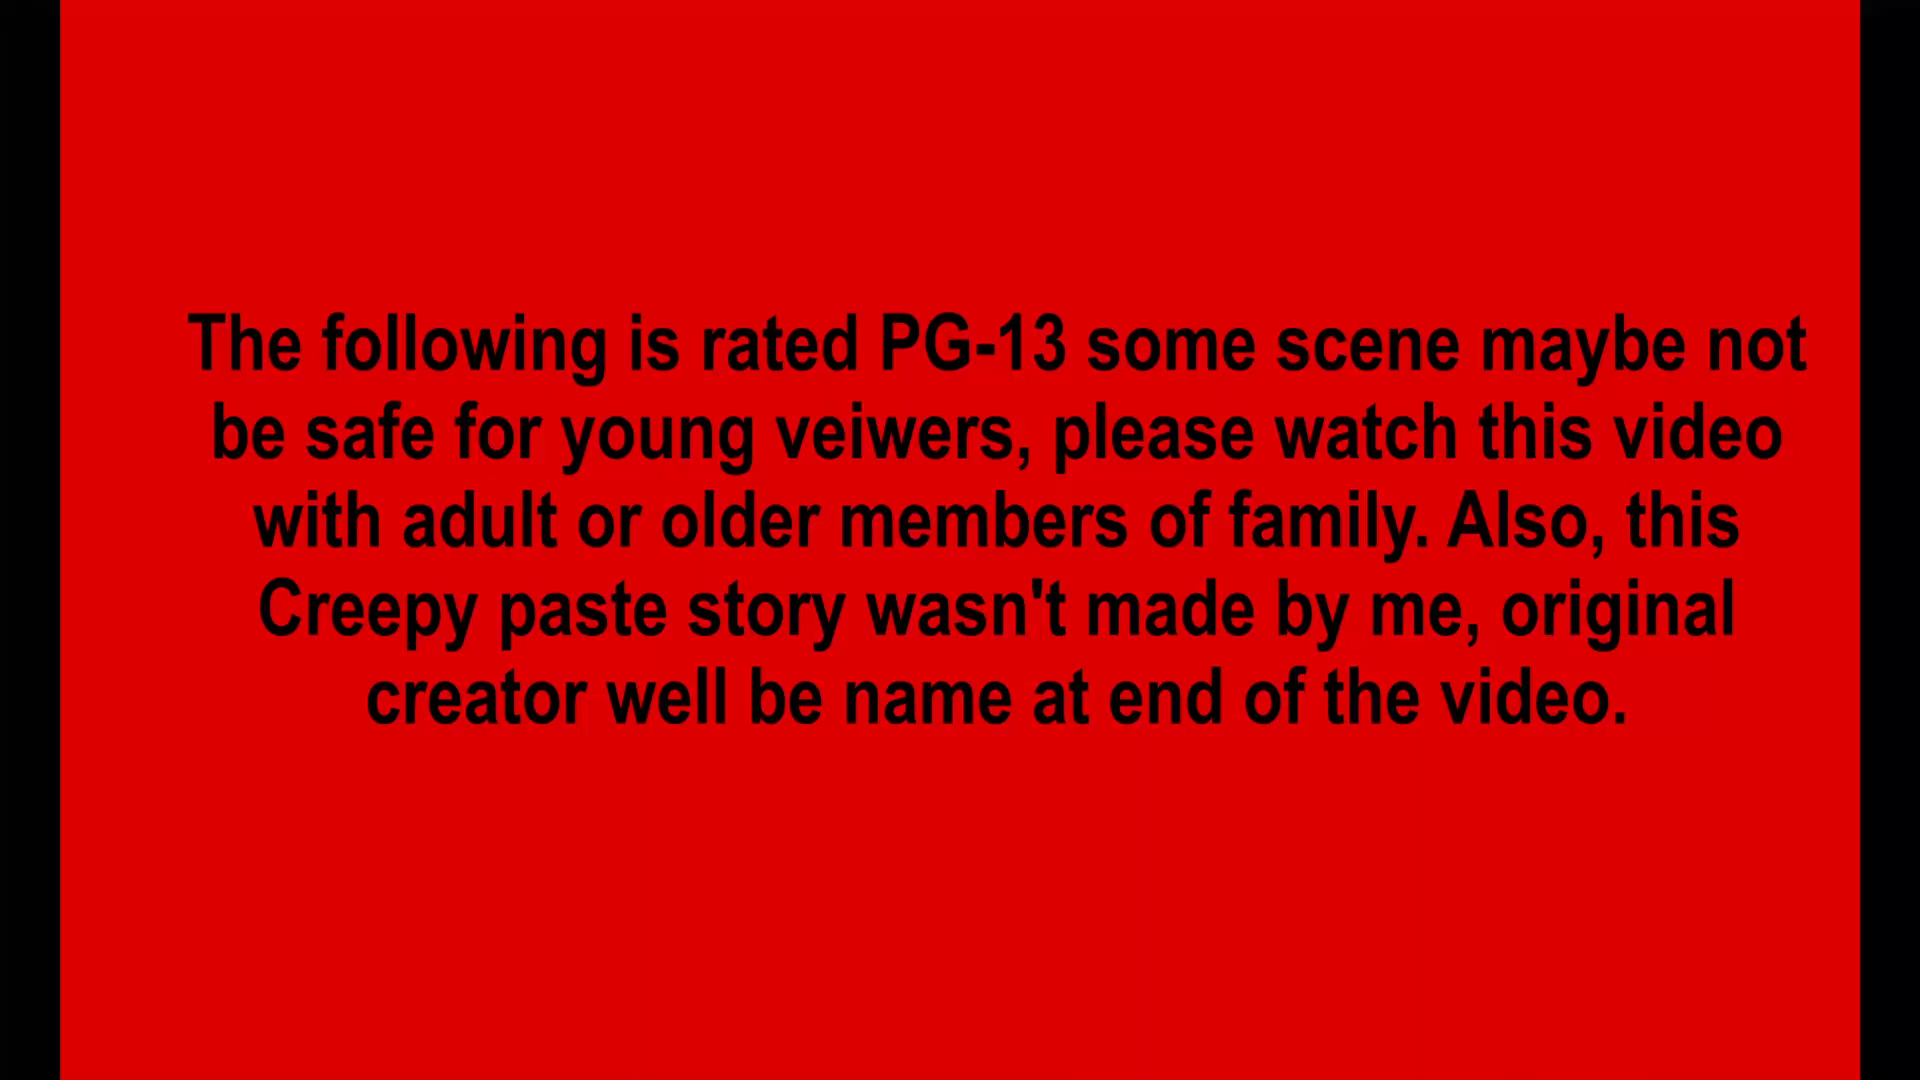 The following is rated PG-13 some scene maybe not
be safe for young veiwers, please watch this video
with adult or older members of family. Also, this
Creepy paste story wasn't made by me, original
creator well be name at end of the video.